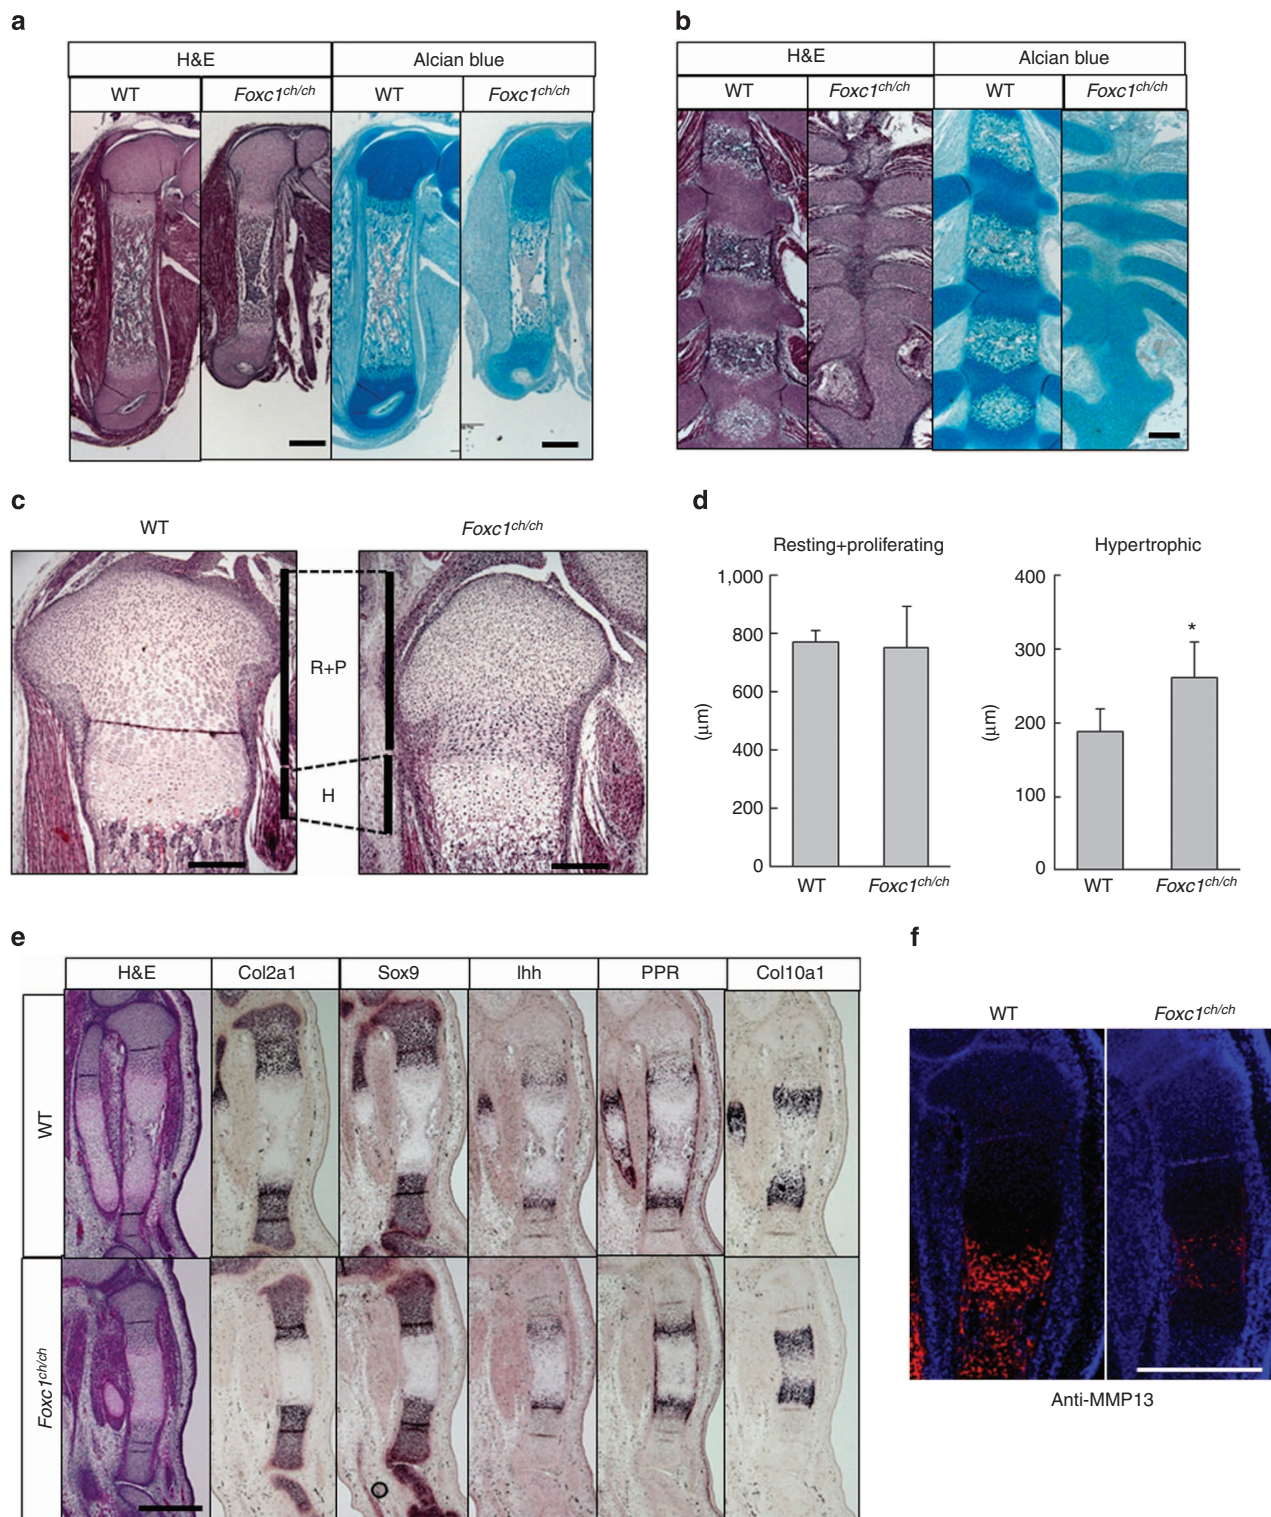 a
H&E
Alcian blue
WT
Foxc1ch/ch
WT
Foxc1ch/ch
b
H&E
Alcian blue
WT
Foxc1ch/ch
WT
Foxc1ch/ch
c
WT
Foxc1ch/ch
R+P
H
d
Resting+proliferating
1,000
800
600
400
200
0
(μm)
WT
Foxc1ch/ch
Hypertrophic
400
300
200
100
0
(μm)
*
WT
Foxc1ch/ch
e
H&E
Col2a1
Sox9
Ihh
PPR
Col10a1
WT
Foxc1ch/ch
f
WT
Foxc1ch/ch
Anti-MMP13